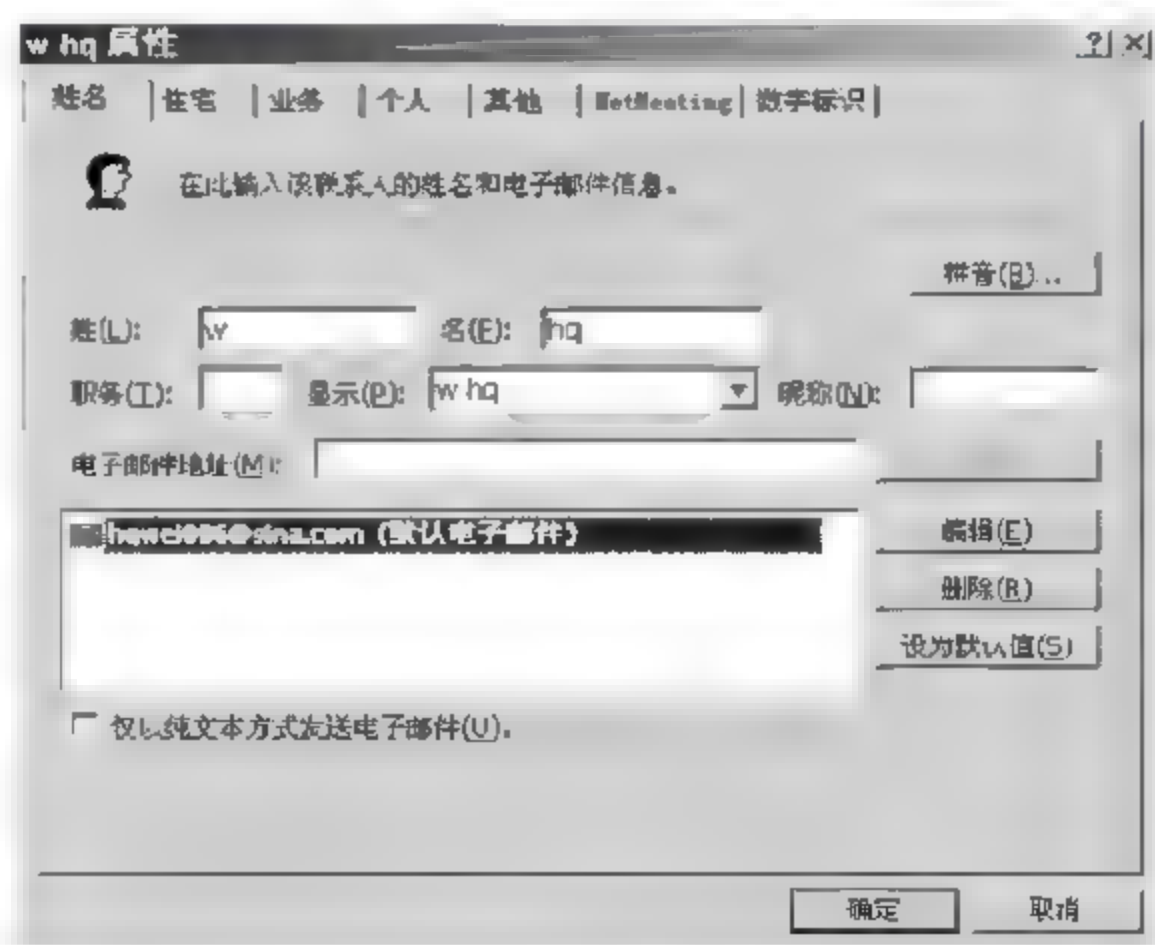 w hq 属性
姓名 住宅 业务 个人 其他 NetMeeting 数字标识
在此输入该联系人的姓名和电子邮件信息。
拼音(B)...
姓(L): w 名(F): hq
职务(T): 显示(P): w hq 昵称(N):
电子邮件地址(M):
(默认电子邮件)
编辑(E)
删除(R)
设为默认值(S)
仅以纯文本方式发送电子邮件(U)。
确定 取消